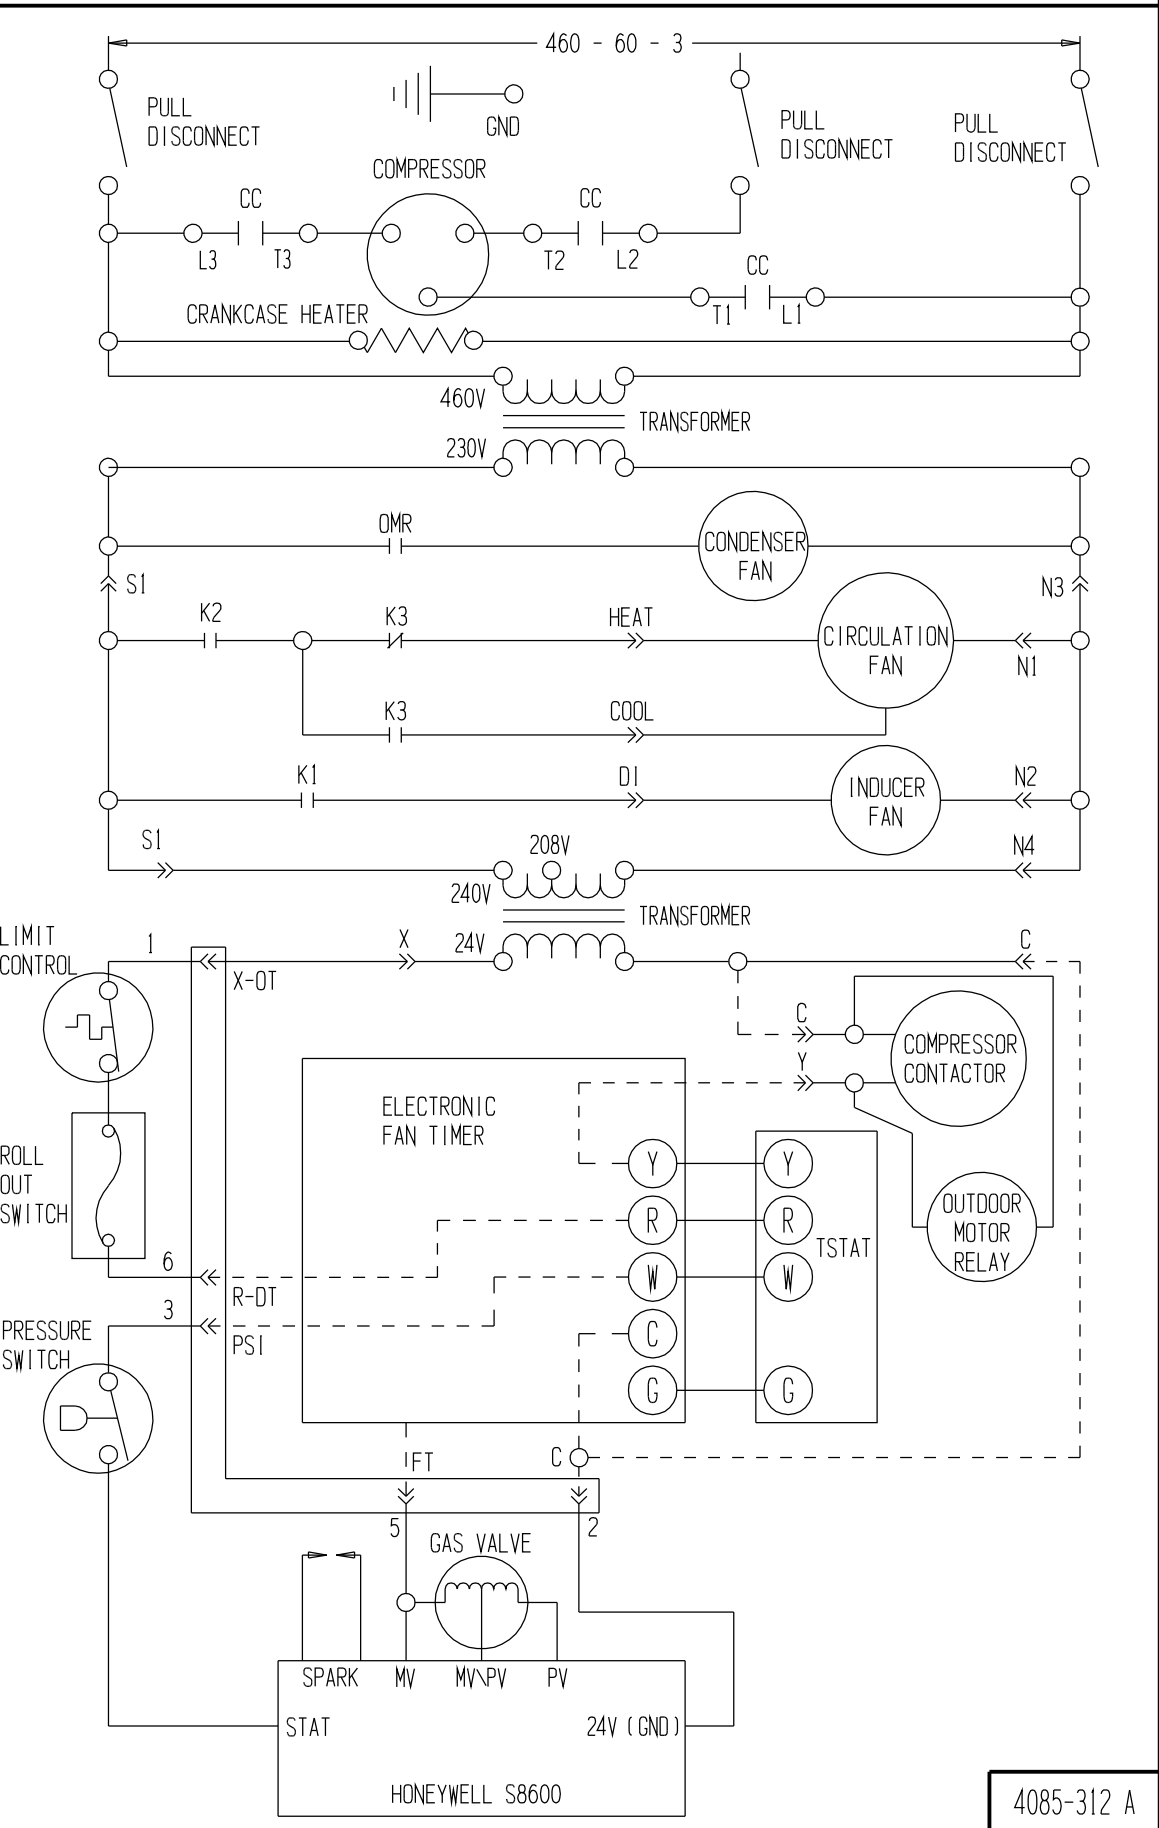 460 - 60 - 3
PULL
DISCONNECT
GND
PULL
DISCONNECT
PULL
DISCONNECT
COMPRESSOR
CC
CC
L3
T3
T2
L2
CC
T1
L1
CRANKCASE HEATER
460V
TRANSFORMER
230V
OMR
CONDENSER
FAN
S1
N3
K2
K3
HEAT
CIRCULATION
FAN
N1
K3
COOL
K1
D1
INDUCER
FAN
N2
S1
208V
N4
240V
TRANSFORMER
24V
LIMIT
CONTROL
1
X
C
X-OT
C
COMPRESSOR
CONTACTOR
Y
ELECTRONIC
FAN TIMER
Y
Y
ROLL
OUT
SWITCH
R
R
OUTDOOR
MOTOR
RELAY
TSTAT
6
R-DT
W
W
3
PSI
PRESSURE
SWITCH
C
G
G
FT
C
5
2
GAS VALVE
SPARK
MV
MV\PV
PV
STAT
24V (GND)
HONEYWELL S8600
4085-312 A